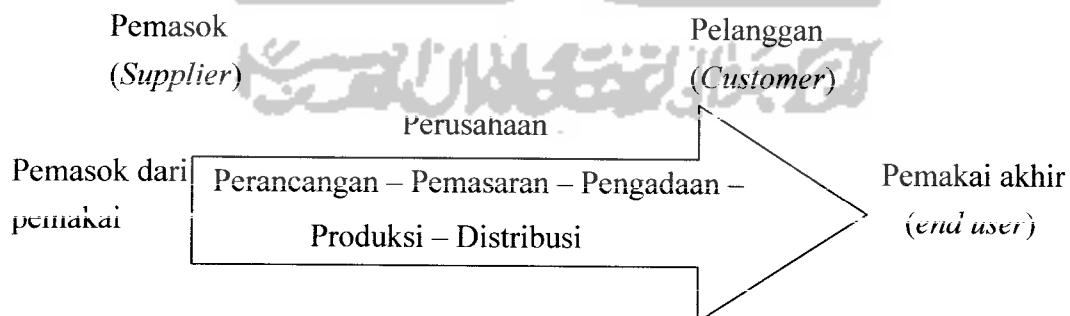 Pemasok
(Supplier)
Pelanggan
(Customer)
Perusahaan
Pemasok dari
pemakai
Perancangan – Pemasaran – Pengadaan –
Produksi – Distribusi
Pemakai akhir
(end user)